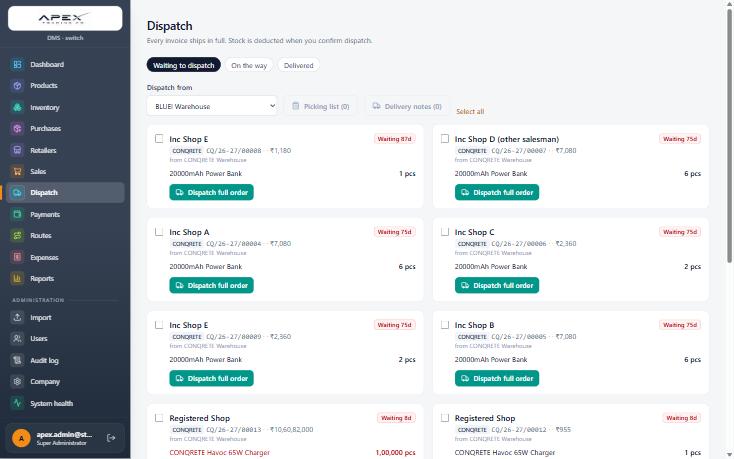 APEX
TRADING CO
DMS · switch
Dashboard
Products
Inventory
Purchases
Retailers
Sales
Dispatch
Payments
Routes
Expenses
Reports
ADMINISTRATION
Import
Users
Audit log
Company
System health
A
apex.admin@st...
Super Administrator
Dispatch
Every invoice ships in full. Stock is deducted when you confirm dispatch.
Waiting to dispatch
On the way
Delivered
Dispatch from
BLUEI Warehouse
Picking list (0)
Delivery notes (0)
Select all
Inc Shop E
Waiting 87d
CONQRETE CQ/26-27/00008 · ₹1,180
from CONQRETE Warehouse
20000mAh Power Bank 1 pcs
Dispatch full order
Inc Shop D (other salesman)
Waiting 75d
CONQRETE CQ/26-27/00007 · ₹7,080
from CONQRETE Warehouse
20000mAh Power Bank 6 pcs
Dispatch full order
Inc Shop A
Waiting 75d
CONQRETE CQ/26-27/00004 · ₹7,080
from CONQRETE Warehouse
20000mAh Power Bank 6 pcs
Dispatch full order
Inc Shop C
Waiting 75d
CONQRETE CQ/26-27/00006 · ₹2,360
from CONQRETE Warehouse
20000mAh Power Bank 2 pcs
Dispatch full order
Inc Shop E
Waiting 75d
CONQRETE CQ/26-27/00009 · ₹2,360
from CONQRETE Warehouse
20000mAh Power Bank 2 pcs
Dispatch full order
Inc Shop B
Waiting 75d
CONQRETE CQ/26-27/00005 · ₹7,080
from CONQRETE Warehouse
20000mAh Power Bank 6 pcs
Dispatch full order
Registered Shop
Waiting 8d
CONQRETE CQ/26-27/00013 · ₹10,60,82,000
from CONQRETE Warehouse
CONQRETE Havoc 65W Charger 1,00,000 pcs
Registered Shop
Waiting 8d
CONQRETE CQ/26-27/00012 · ₹955
from CONQRETE Warehouse
CONQRETE Havoc 65W Charger 1 pcs